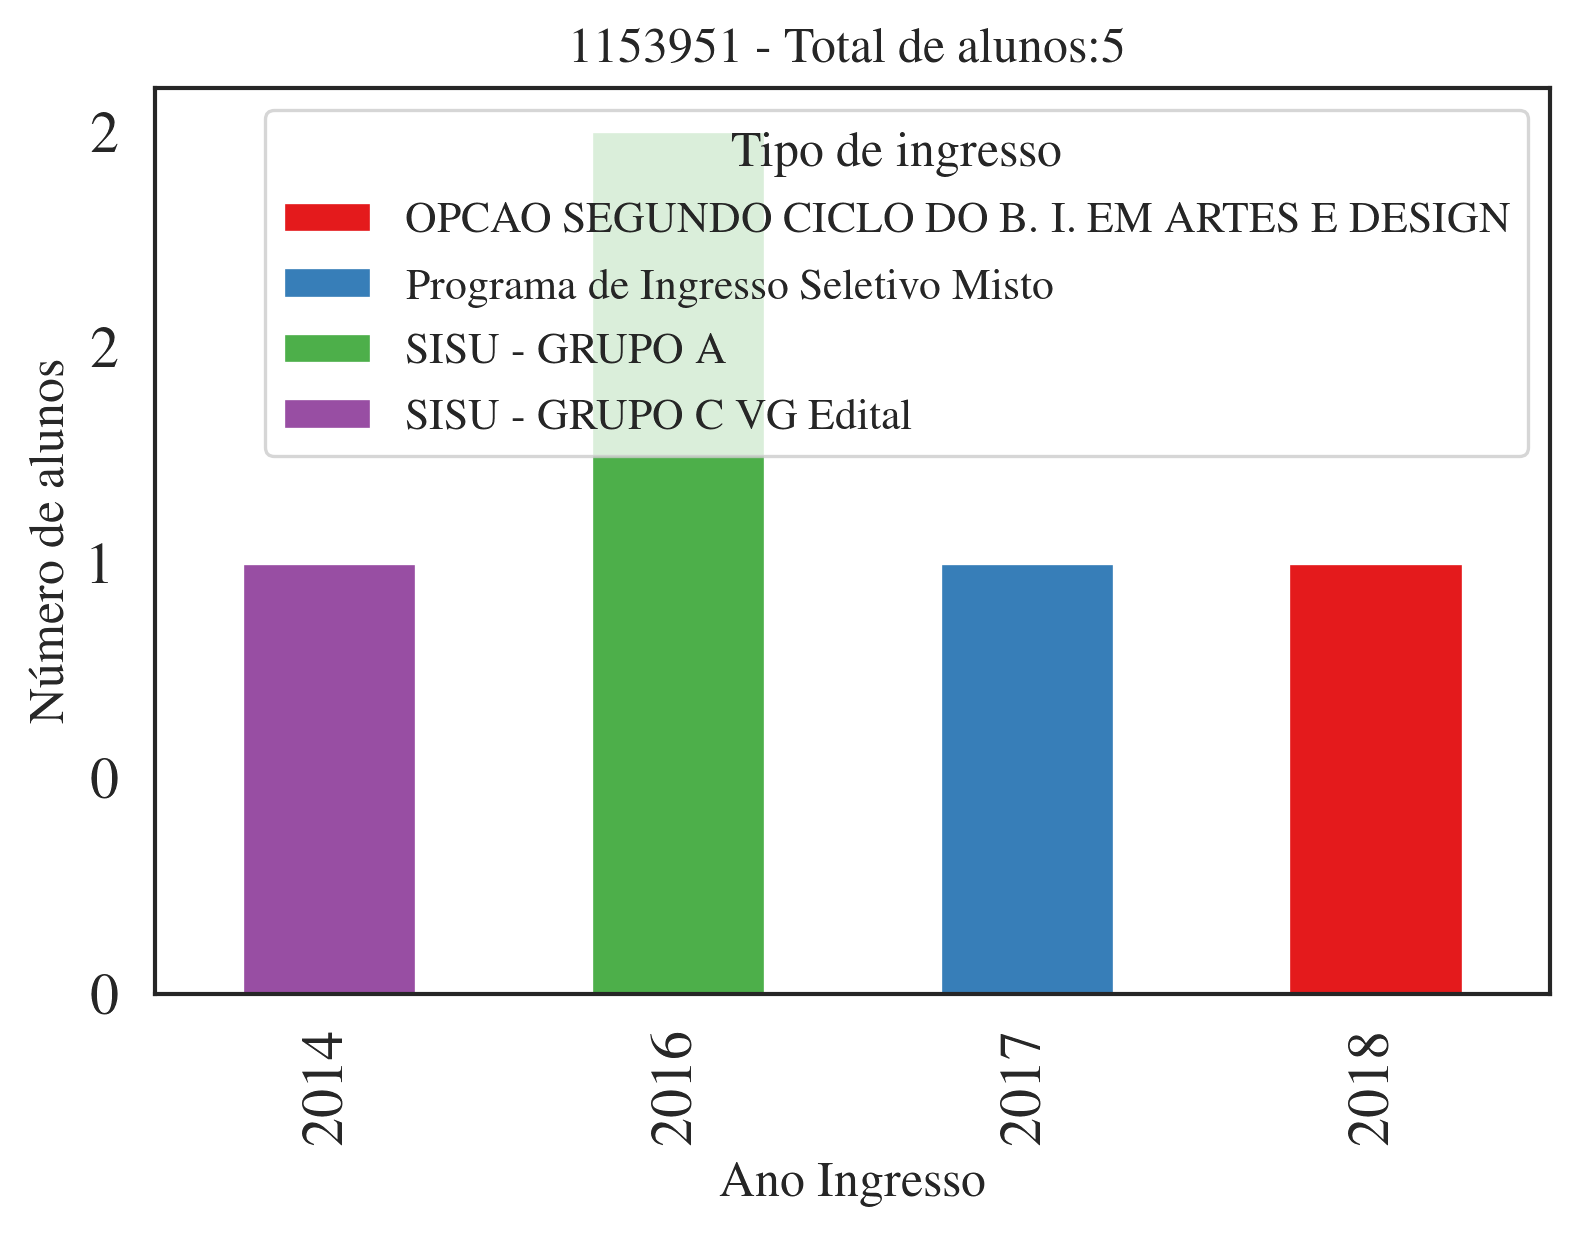 1153951 - Total de alunos:5
Tipo de ingresso
OPCAO SEGUNDO CICLO DO B. I. EM ARTES E DESIGN
Programa de Ingresso Seletivo Misto
SISU - GRUPO A
SISU - GRUPO C VG Edital
Número de alunos
2
2
1
0
0
2014
2016
2017
2018
Ano Ingresso